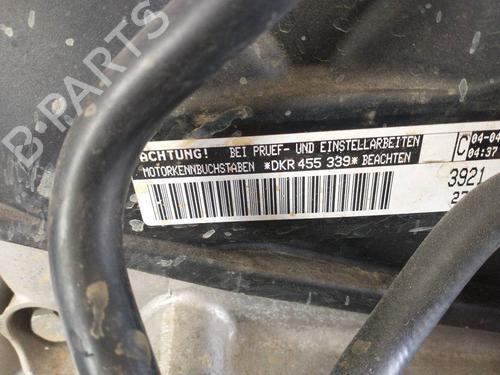 B-PARTS
ACHTUNG! BEI PRUEF- UND EINSTELLARBEITEN
MOTORKENNBUCHSTABEN *DKR 455 339* BEACHTEN
C 04-04
04:37
3921